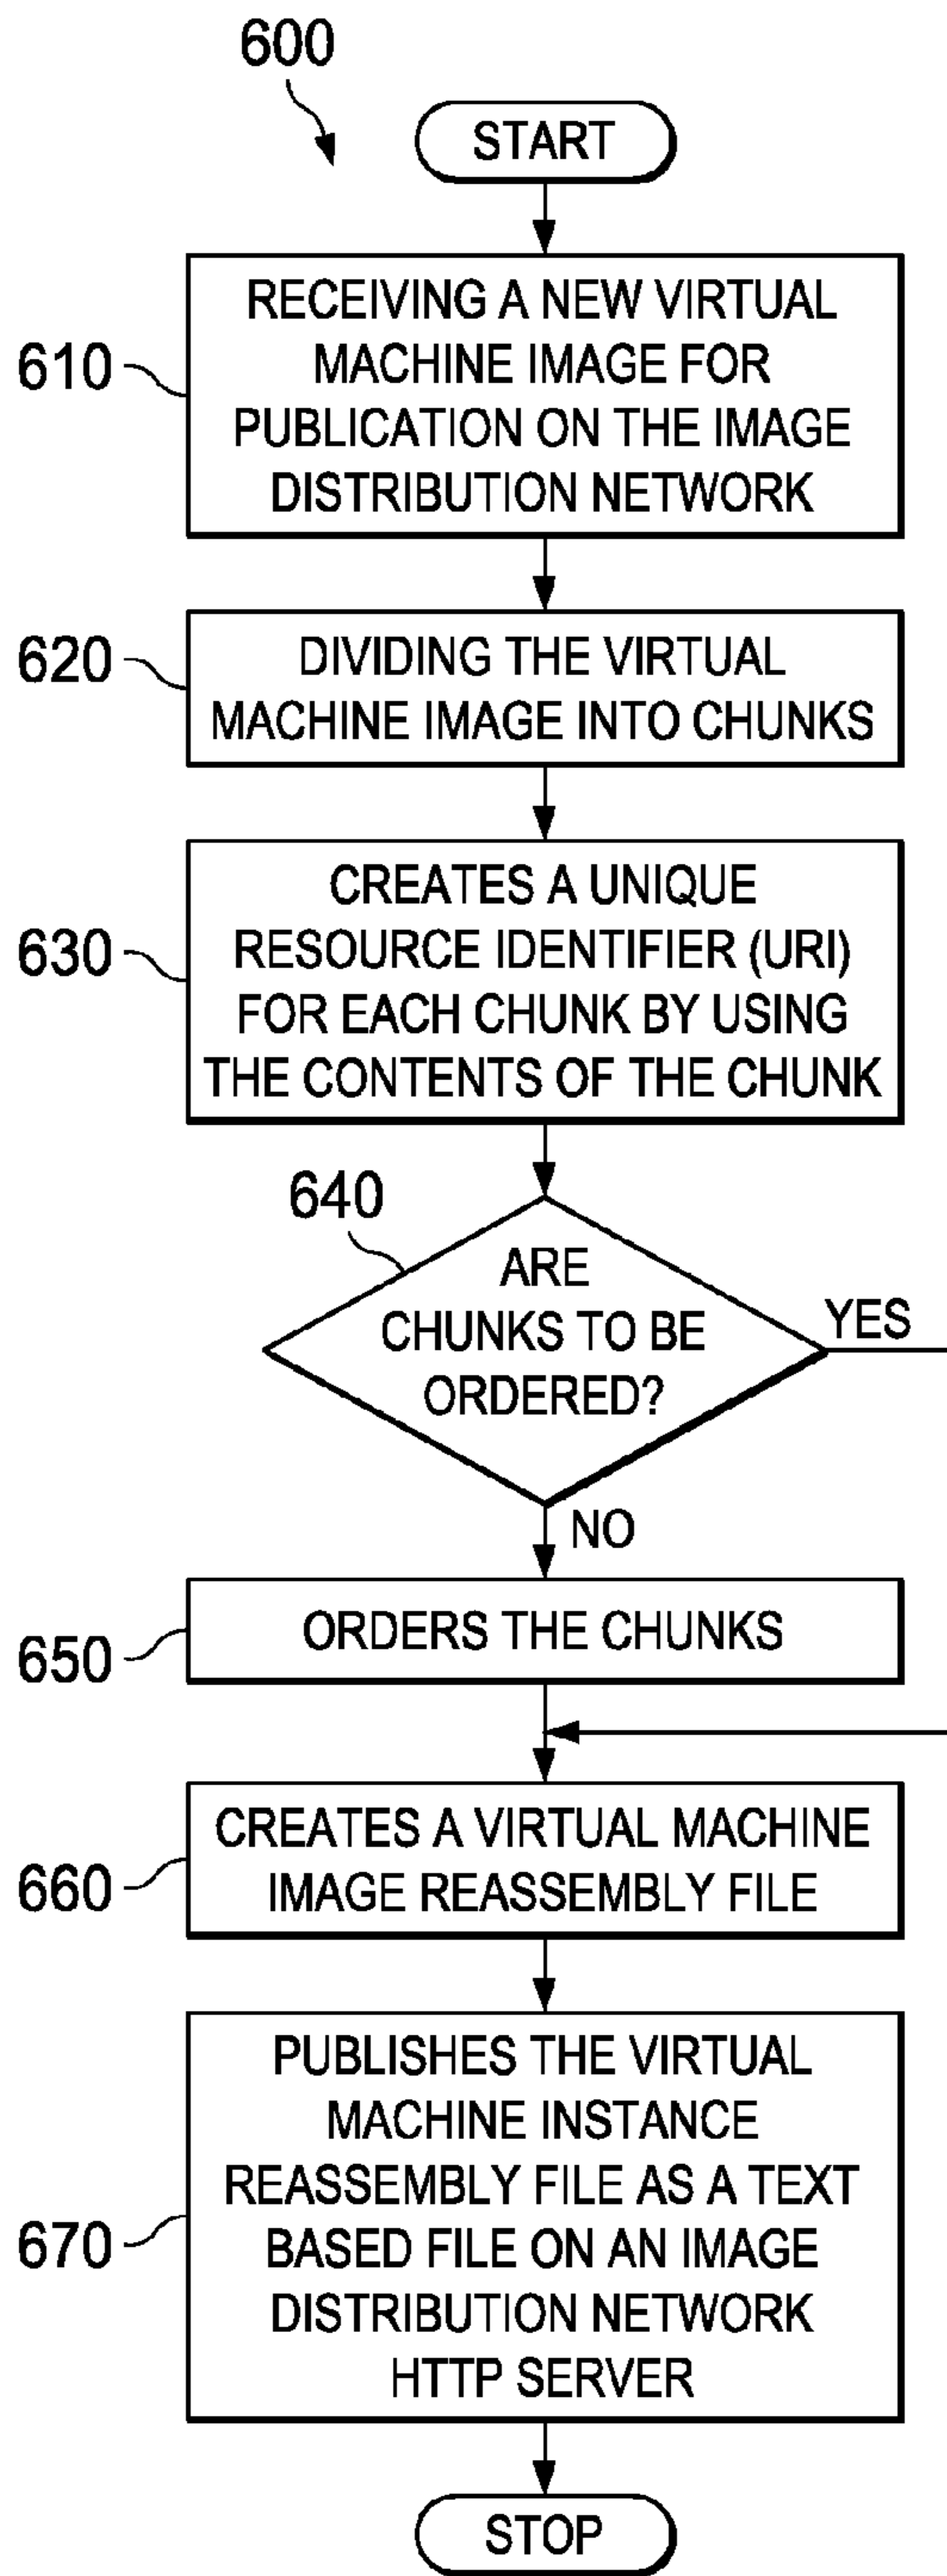 600
START
610
RECEIVING A NEW VIRTUAL
MACHINE IMAGE FOR
PUBLICATION ON THE IMAGE
DISTRIBUTION NETWORK
620
DIVIDING THE VIRTUAL
MACHINE IMAGE INTO CHUNKS
630
CREATES A UNIQUE
RESOURCE IDENTIFIER (URI)
FOR EACH CHUNK BY USING
THE CONTENTS OF THE CHUNK
640
ARE
CHUNKS TO BE
ORDERED?
YES
NO
650
ORDERS THE CHUNKS
660
CREATES A VIRTUAL MACHINE
IMAGE REASSEMBLY FILE
670
PUBLISHES THE VIRTUAL
MACHINE INSTANCE
REASSEMBLY FILE AS A TEXT
BASED FILE ON AN IMAGE
DISTRIBUTION NETWORK
HTTP SERVER
STOP